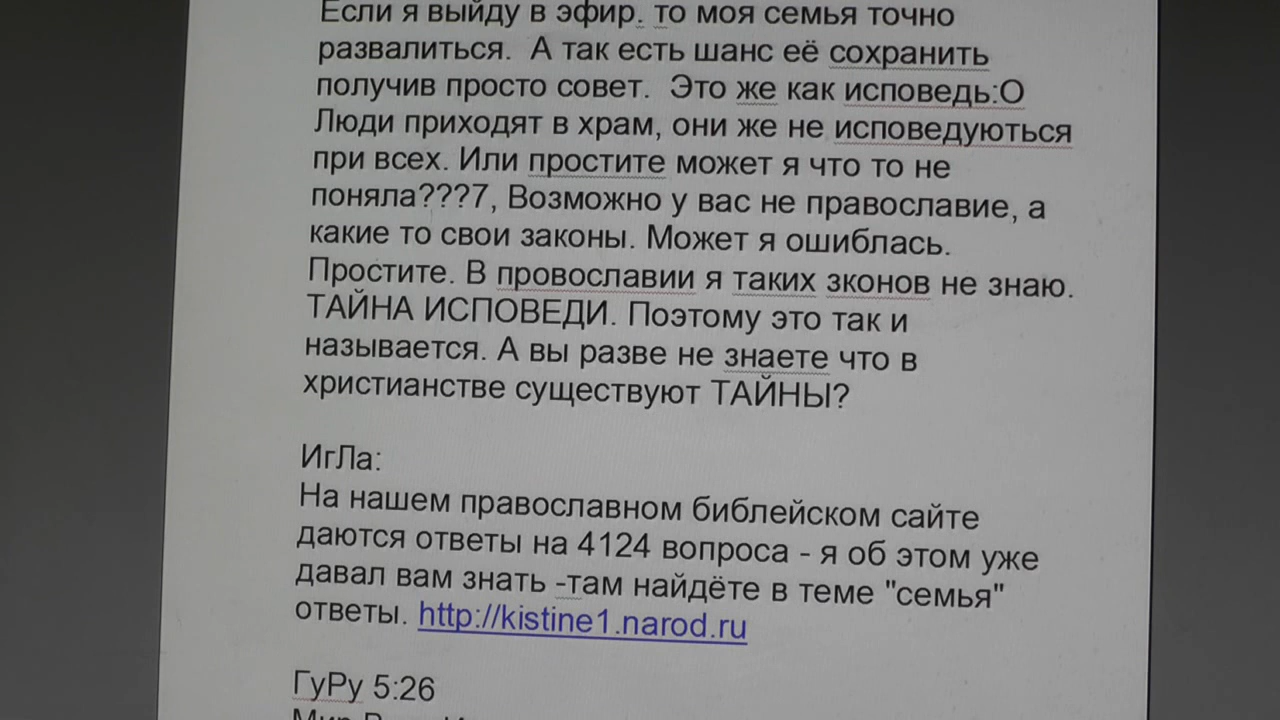 Если я выйду в эфир. то моя семья точно
развалиться. А так есть шанс её сохранить
получив просто совет. Это же как исповедь:О
Люди приходят в храм, они же не исповедуються
при всех. Или простите может я что то не
поняла???7, Возможно у вас не православие, а
какие то свои законы. Может я ошиблась.
Простите. В провославии я таких зконов не знаю.
ТАЙНА ИСПОВЕДИ. Поэтому это так и
называется. А вы разве не знаете что в
христианстве существуют ТАЙНЫ?
ИгЛа:
На нашем православном библейском сайте
даются ответы на 4124 вопроса - я об этом уже
давал вам знать -там найдёте в теме "семья"
ответы. http://kistine1.narod.ru
ГуРу 5:26